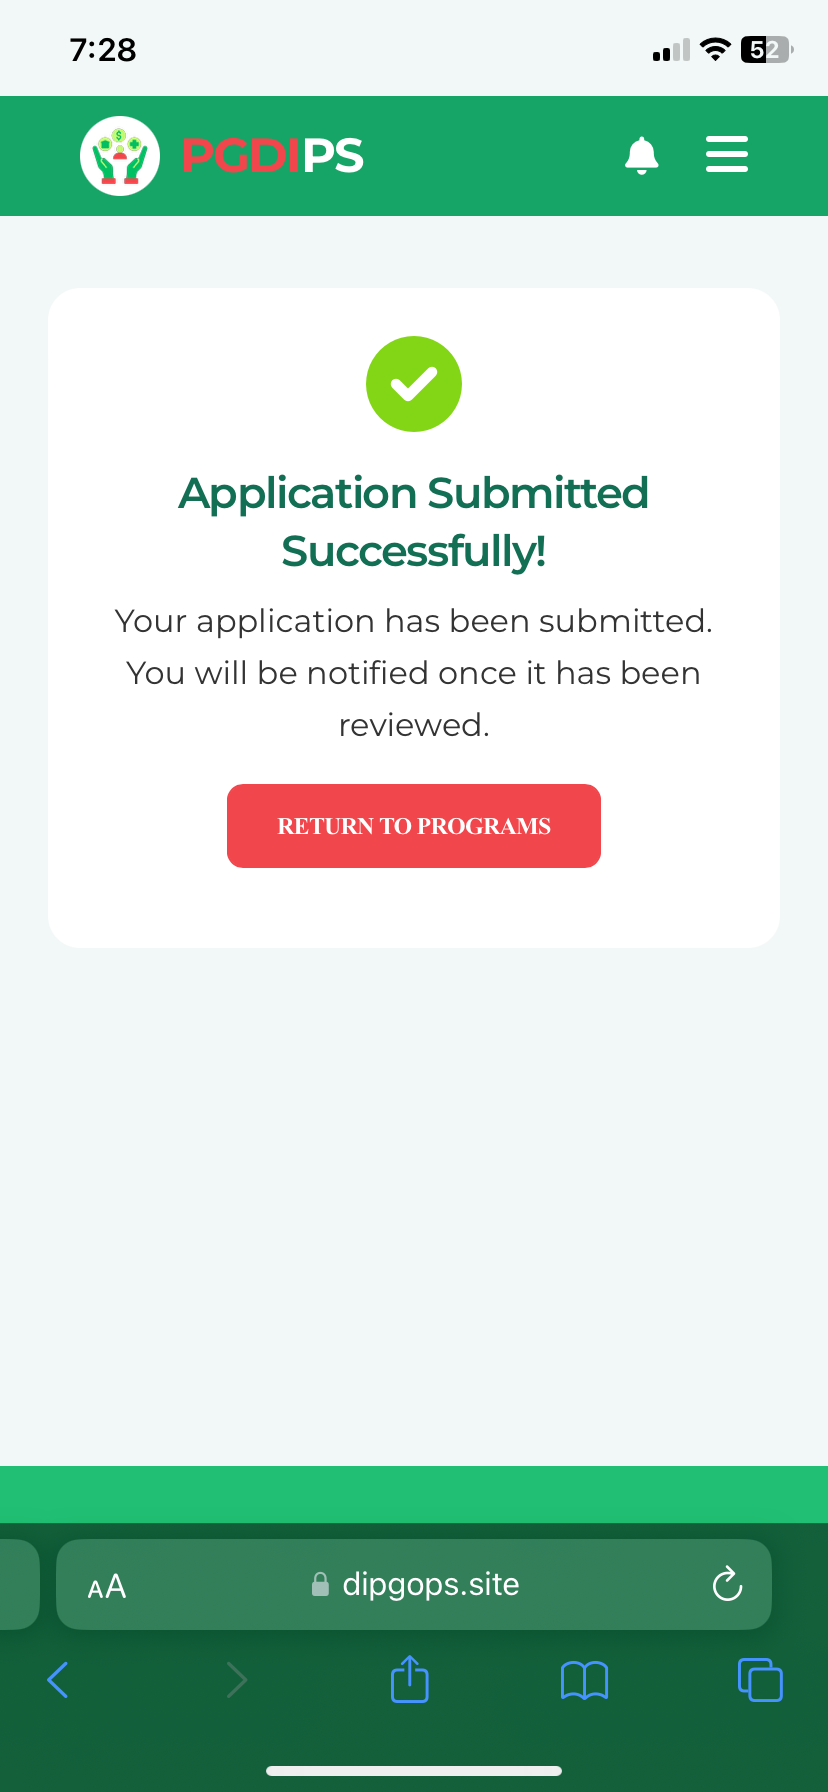 7:28
52
PGDIPS
Application Submitted
Successfully!
Your application has been submitted.
You will be notified once it has been
reviewed.
RETURN TO PROGRAMS
AA
dipgops.site